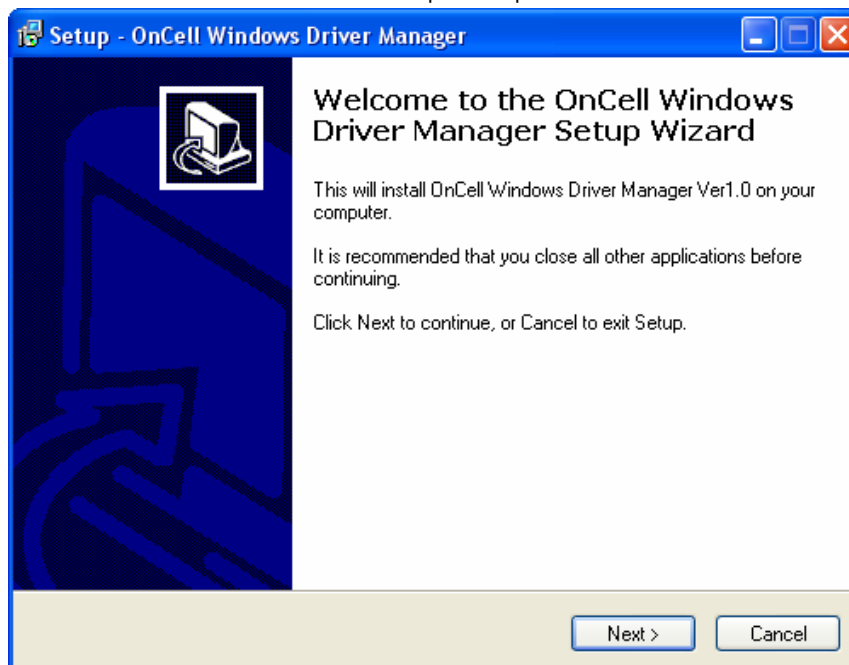 Setup - OnCell Windows Driver Manager
Welcome to the OnCell Windows
Driver Manager Setup Wizard
This will install OnCell Windows Driver Manager Ver1.0 on your
computer.
It is recommended that you close all other applications before
continuing.
Click Next to continue, or Cancel to exit Setup.
Next >
Cancel